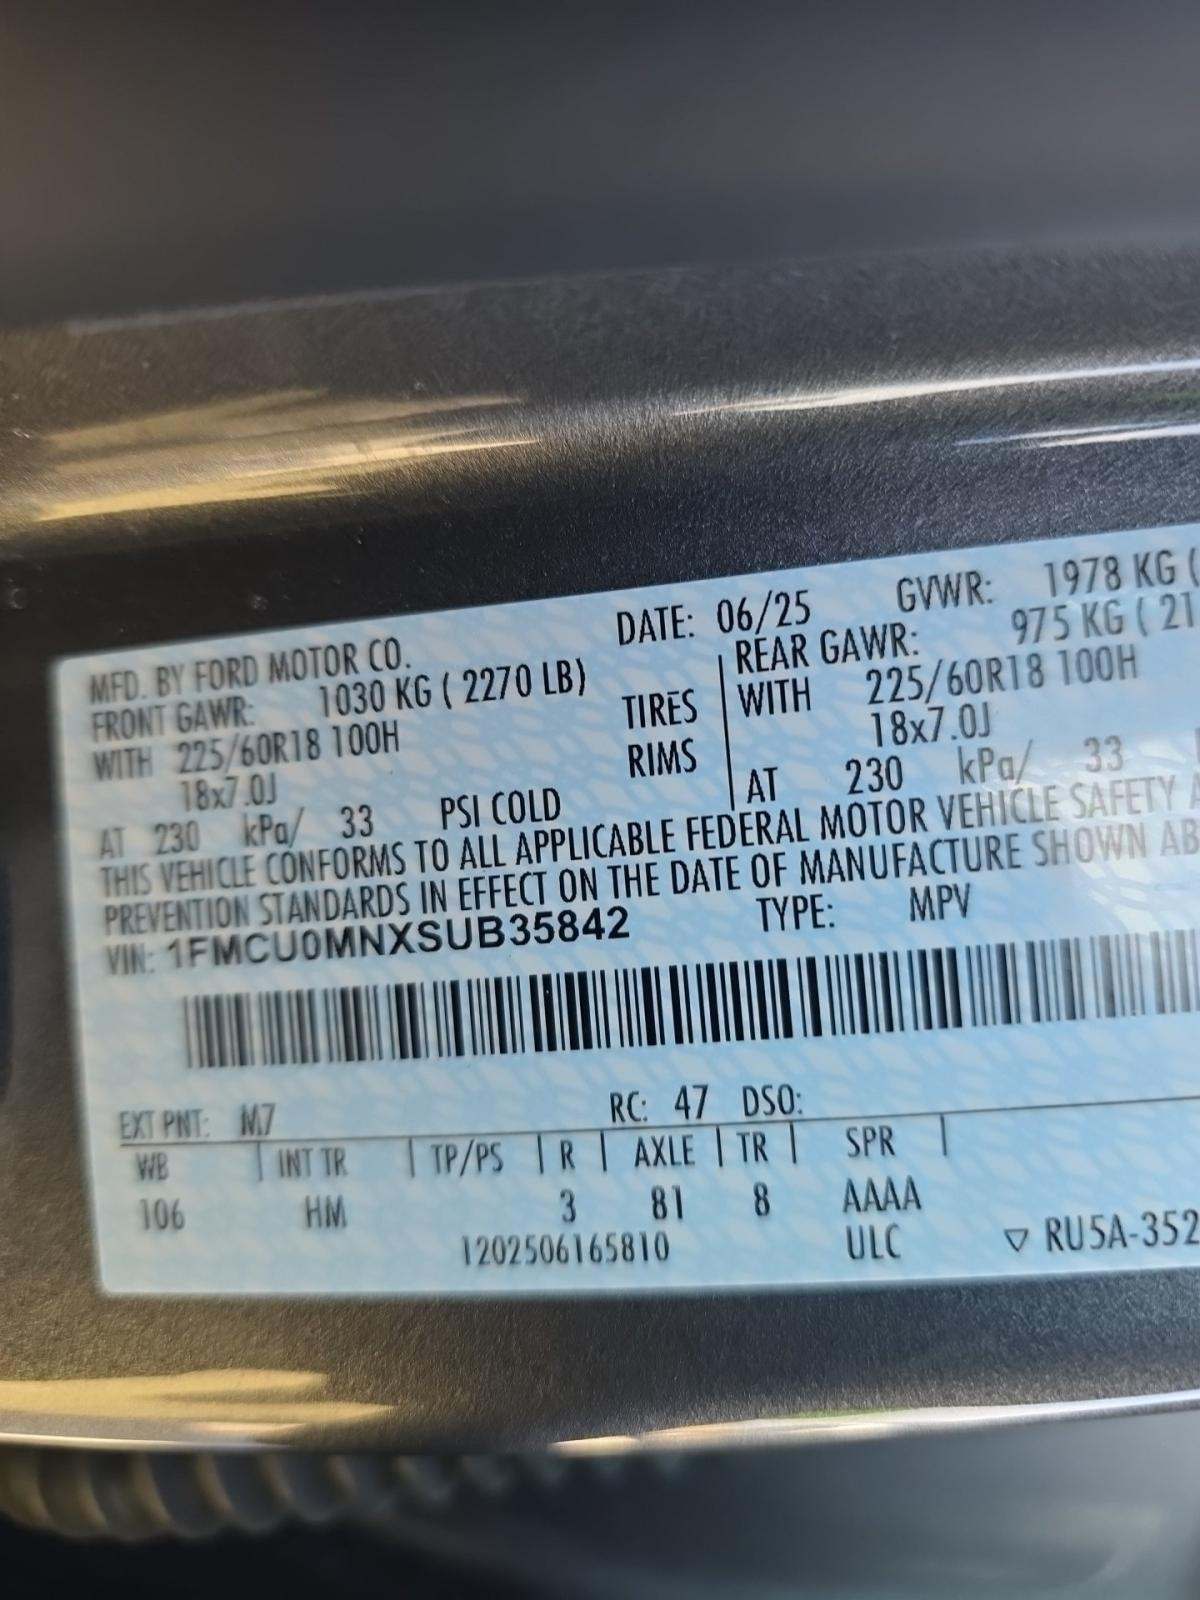 MFD. BY FORD MOTOR CO. DATE: 06/25 GVWR: 1978 KG (
FRONT GAWR: 1030 KG ( 2270 LB) REAR GAWR: 975 KG ( 21
WITH 225/60R18 100H TIRES WITH 225/60R18 100H
18x7.0J RIMS 18x7.0J
AT 230 kPa/ 33 PSI COLD AT 230 kPa/ 33
THIS VEHICLE CONFORMS TO ALL APPLICABLE FEDERAL MOTOR VEHICLE SAFETY
PREVENTION STANDARDS IN EFFECT ON THE DATE OF MANUFACTURE SHOWN AB
VIN: 1FMCU0MNXSUB35842 TYPE: MPV
EXT PNT: M7 RC: 47 DSO:
WB | INT TR | TP/PS | R | AXLE | TR | SPR |
106 HM 3 81 8 AAAA
1202506165810 ULC ▽ RU5A-352